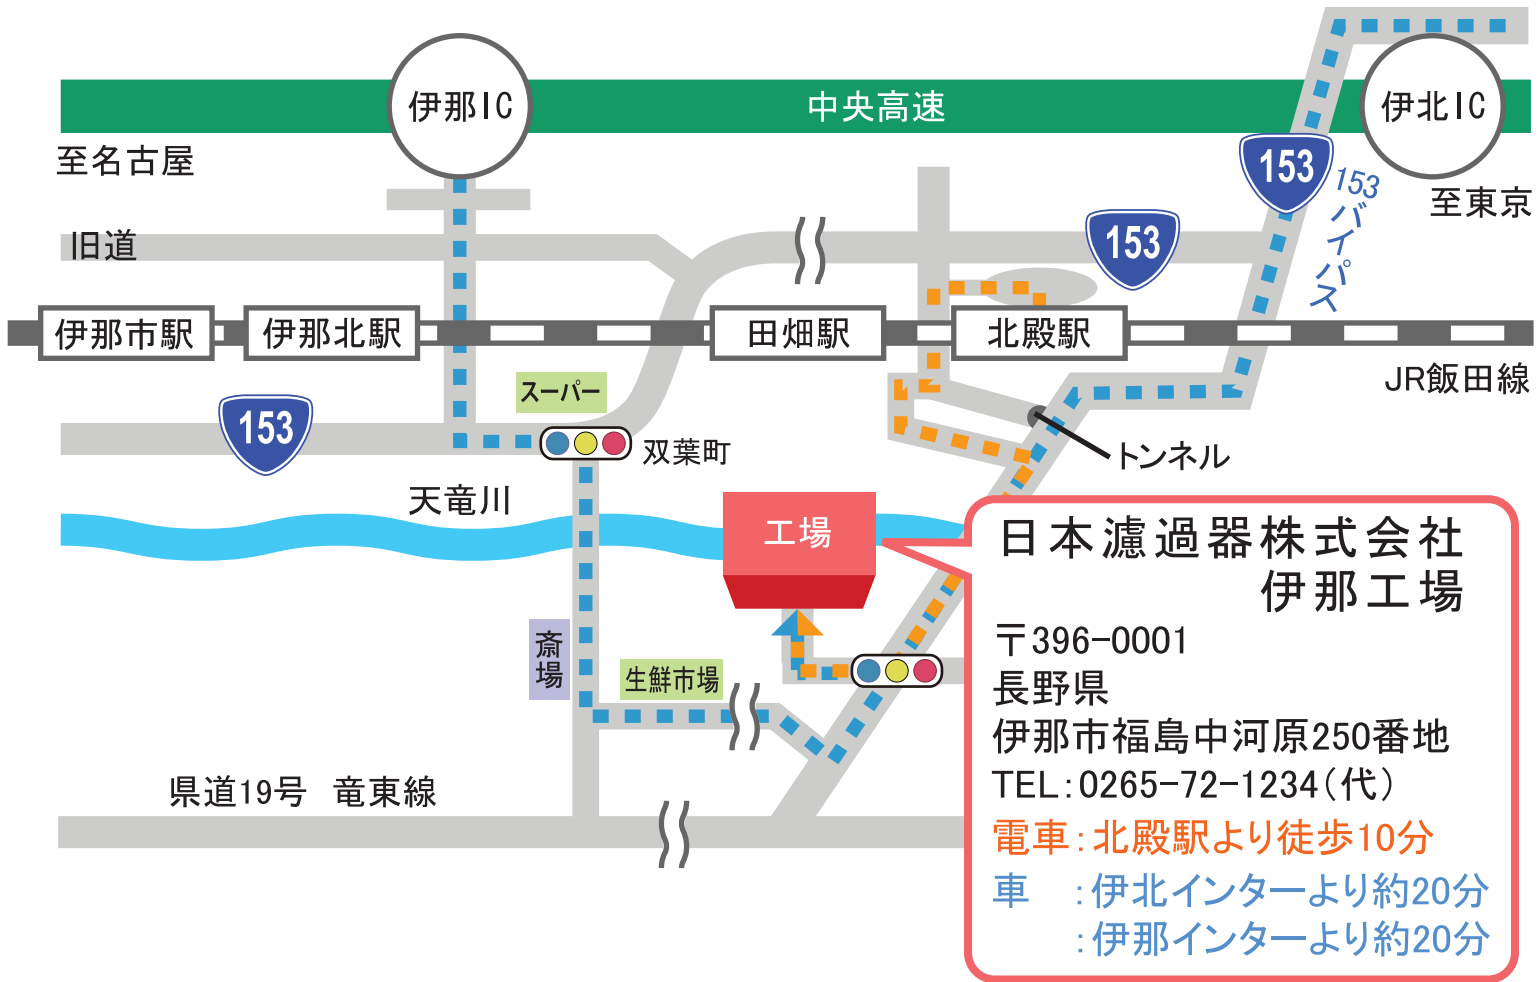 伊那IC
中央高速
伊北IC
至名古屋
至東京
153
153
バイパス
旧道
153
伊那市駅
伊那北駅
田畑駅
北殿駅
JR飯田線
スーパー
153
双葉町
トンネル
天竜川
工場
斎場
生鮮市場
県道19号 竜東線
日本濾過器株式会社
伊那工場
〒396-0001
長野県
伊那市福島中河原250番地
TEL:0265-72-1234(代)
電車:北殿駅より徒歩10分
車 :伊北インターより約20分
:伊那インターより約20分